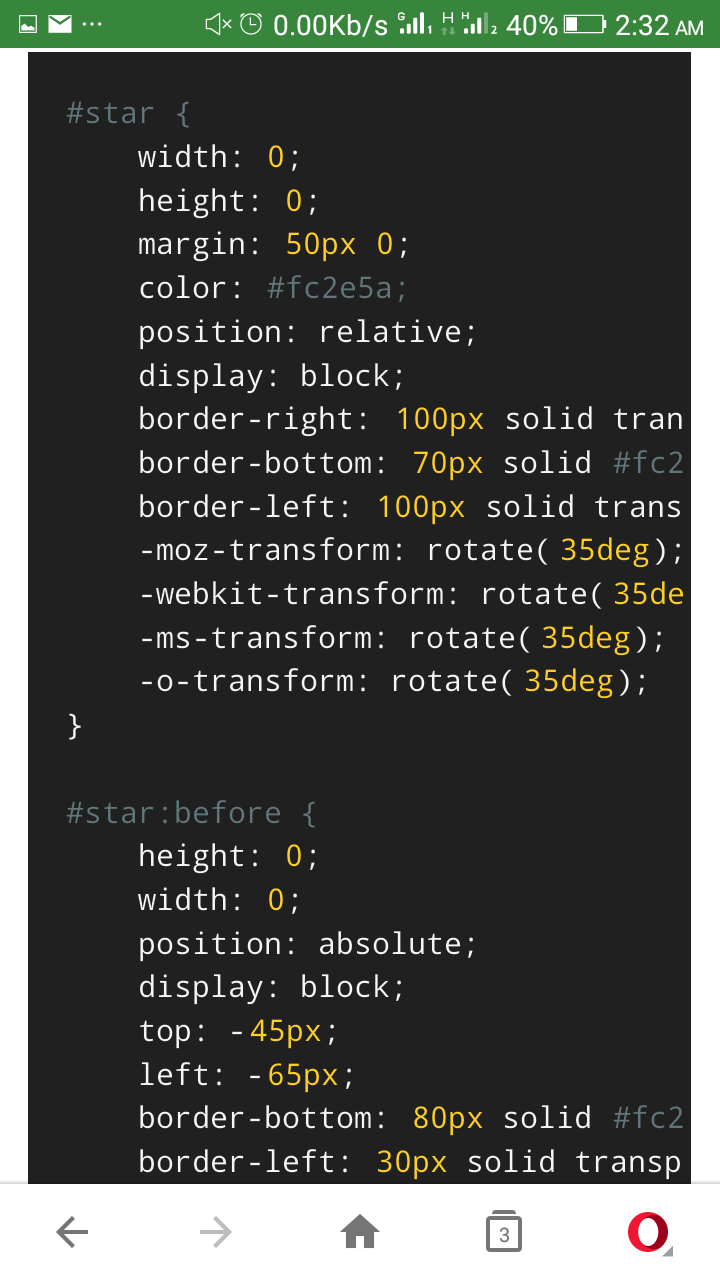 0.00Kb/s G 1 H H 2 40% 2:32 AM
#star {
width: 0;
height: 0;
margin: 50px 0;
color: #fc2e5a;
position: relative;
display: block;
border-right: 100px solid tran
border-bottom: 70px solid #fc2
border-left: 100px solid trans
-moz-transform: rotate( 35deg);
-webkit-transform: rotate( 35de
-ms-transform: rotate( 35deg);
-o-transform: rotate( 35deg);
}
#star:before {
height: 0;
width: 0;
position: absolute;
display: block;
top: -45px;
left: -65px;
border-bottom: 80px solid #fc2
border-left: 30px solid transp
3